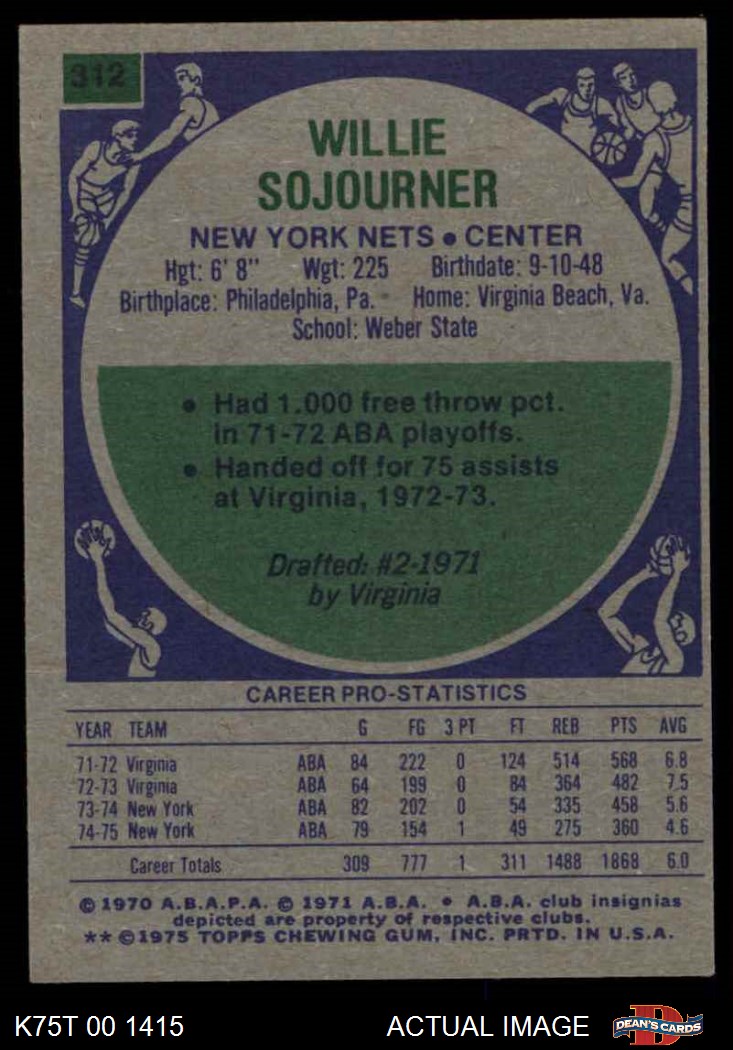 312
WILLIE
SOJOURNER
NEW YORK NETS • CENTER
Hgt: 6' 8" Wgt: 225 Birthdate: 9-10-48
Birthplace: Philadelphia, Pa. Home: Virginia Beach, Va.
School: Weber State
• Had 1.000 free throw pct.
in 71-72 ABA playoffs.
• Handed off for 75 assists
at Virginia, 1972-73.
Drafted: #2-1971
by Virginia
CAREER PRO-STATISTICS
YEAR TEAM G FG 3 PT FT REB PTS AVG
71-72 Virginia ABA 84 222 0 124 514 568 6.8
72-73 Virginia ABA 64 199 0 84 364 482 7.5
73-74 New York ABA 82 202 0 54 335 458 5.6
74-75 New York ABA 79 154 1 49 275 360 4.6
Career Totals 309 777 1 311 1488 1868 6.0
© 1970 A.B.A.P.A. © 1971 A.B.A. • A.B.A. club insignias
depicted are property of respective clubs.
** ©1975 TOPPS CHEWING GUM, INC. PRTD. IN U.S.A.
K75T 00 1415 ACTUAL IMAGE DEAN'S CARDS